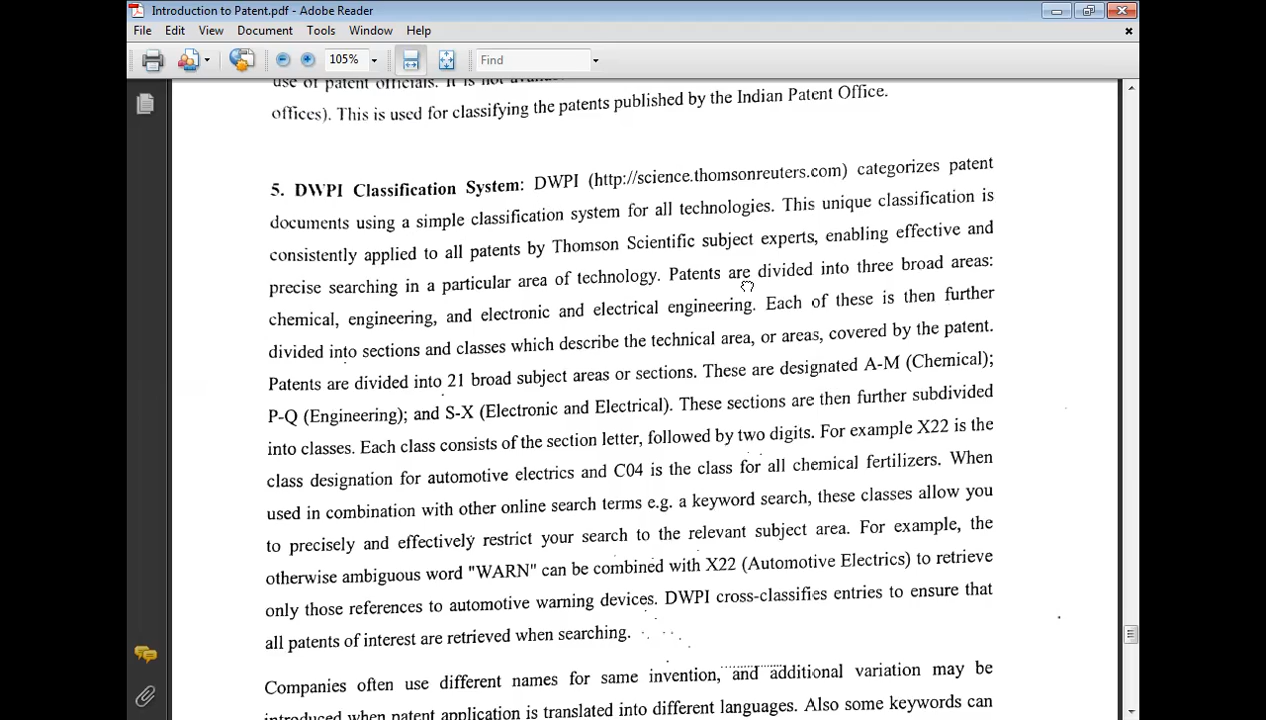 Introduction to Patent.pdf - Adobe Reader
File Edit View Document Tools Window Help
105% Find
use of patent officials. It is not
offices). This is used for classifying the patents published by the Indian Patent Office.
5. DWPI Classification System: DWPI (http://science.thomsonreuters.com) categorizes patent
documents using a simple classification system for all technologies. This unique classification is
consistently applied to all patents by Thomson Scientific subject experts, enabling effective and
precise searching in a particular area of technology. Patents are divided into three broad areas:
chemical, engineering, and electronic and electrical engineering. Each of these is then further
divided into sections and classes which describe the technical area, or areas, covered by the patent.
Patents are divided into 21 broad subject areas or sections. These are designated A-M (Chemical);
P-Q (Engineering); and S-X (Electronic and Electrical). These sections are then further subdivided
into classes. Each class consists of the section letter, followed by two digits. For example X22 is the
class designation for automotive electrics and C04 is the class for all chemical fertilizers. When
used in combination with other online search terms e.g. a keyword search, these classes allow you
to precisely and effectively restrict your search to the relevant subject area. For example, the
otherwise ambiguous word "WARN" can be combined with X22 (Automotive Electrics) to retrieve
only those references to automotive warning devices. DWPI cross-classifies entries to ensure that
all patents of interest are retrieved when searching.
Companies often use different names for same invention, and additional variation may be
introduced when patent application is translated into different languages. Also some keywords can